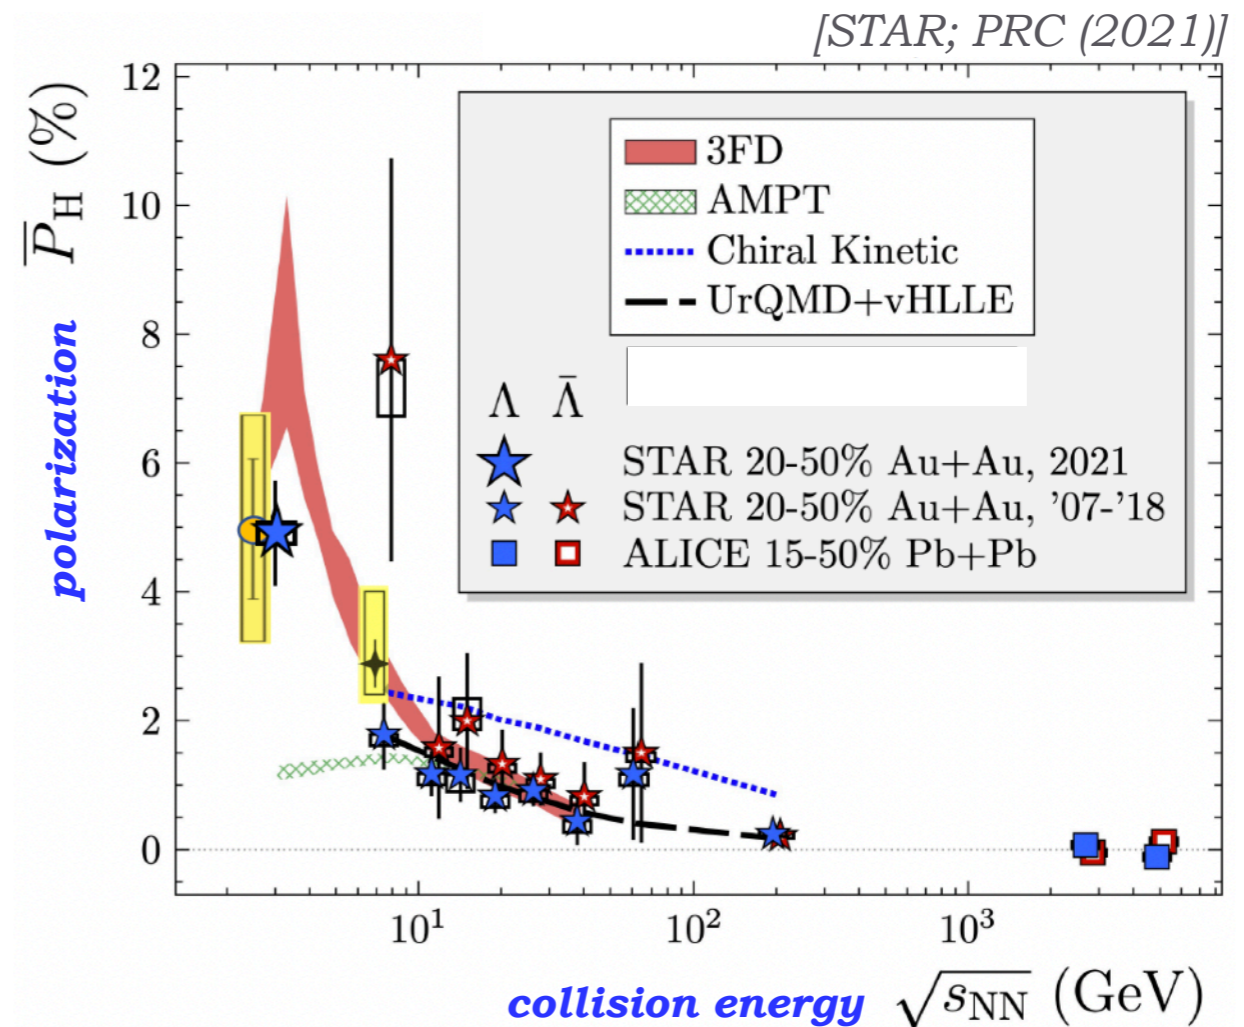 [STAR; PRC (2021)]
P̅_H (%)
polarization
12
10
8
6
4
2
0
3FD
AMPT
Chiral Kinetic
UrQMD+vHLLE
Λ Λ̅
STAR 20-50% Au+Au, 2021
STAR 20-50% Au+Au, '07-'18
ALICE 15-50% Pb+Pb
10¹ 10² 10³
collision energy √s_NN (GeV)